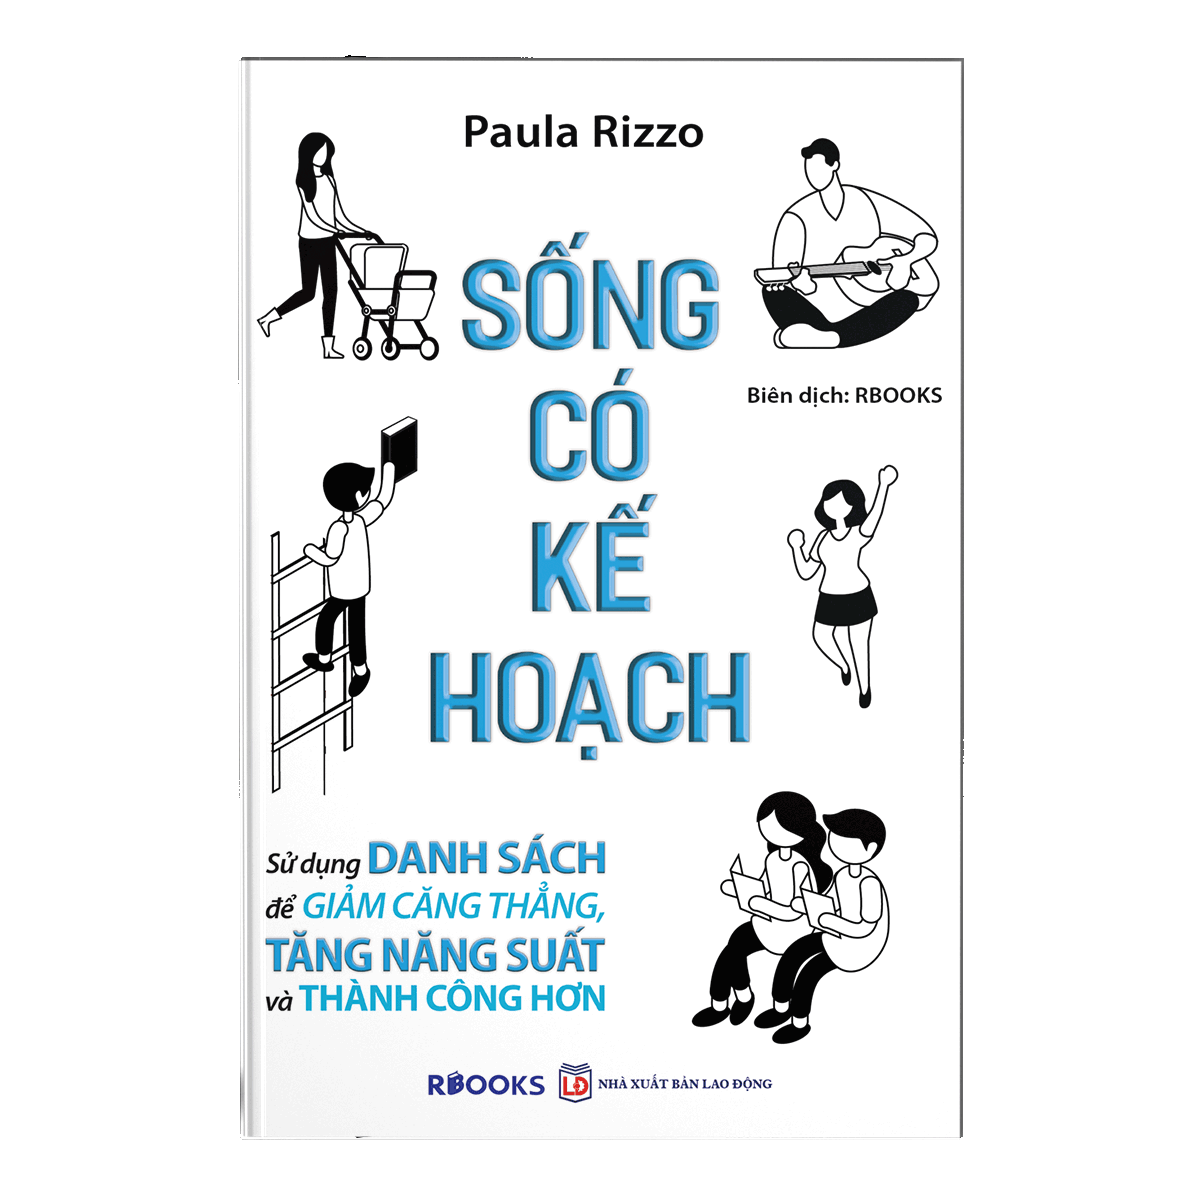 Paula Rizzo
SỐNG
CÓ
KẾ
HOẠCH
Biên dịch: RBOOKS
Sử dụng DANH SÁCH
để GIẢM CĂNG THẲNG,
TĂNG NĂNG SUẤT
và THÀNH CÔNG HƠN
RBOOKS
LĐ NHÀ XUẤT BẢN LAO ĐỘNG